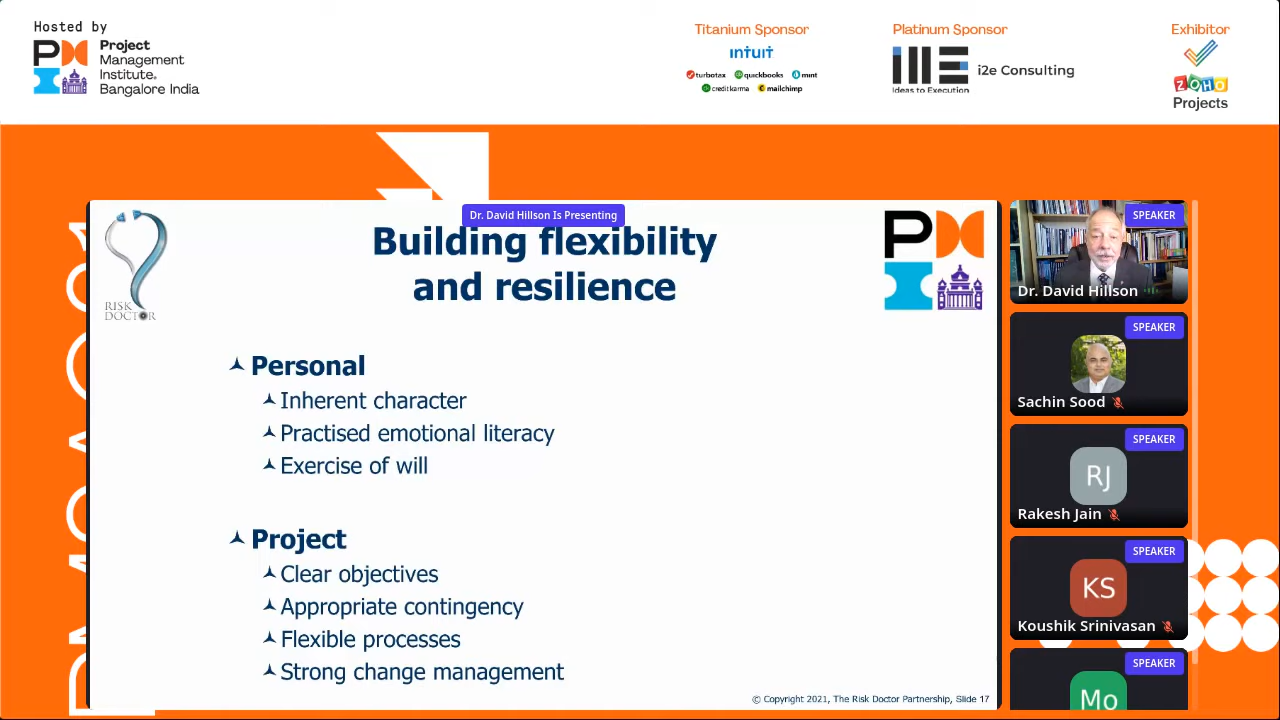 Hosted by
Project
Management
Institute.
Bangalore India
Titanium Sponsor
intuit
turbotax quickbooks mint
creditkarma mailchimp
Platinum Sponsor
i2e Consulting
Ideas to Execution
Exhibitor
ZOHO
Projects
Dr. David Hillson Is Presenting
RISK
DOCTOR
Building flexibility
and resilience
Personal
Inherent character
Practised emotional literacy
Exercise of will
Project
Clear objectives
Appropriate contingency
Flexible processes
Strong change management
© Copyright 2021, The Risk Doctor Partnership, Slide 17
SPEAKER
Dr. David Hillson
SPEAKER
Sachin Sood
SPEAKER
RJ
Rakesh Jain
SPEAKER
KS
Koushik Srinivasan
SPEAKER
Mo